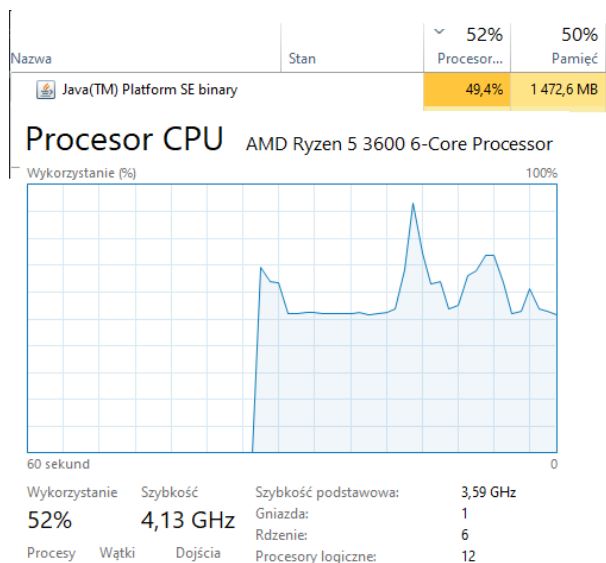 52% 50%
Nazwa Stan Procesor... Pamięć
Java(TM) Platform SE binary 49,4% 1 472,6 MB
Procesor CPU AMD Ryzen 5 3600 6-Core Processor
Wykorzystanie (%) 100%
60 sekund 0
Wykorzystanie Szybkość Szybkość podstawowa: 3,59 GHz
52% 4,13 GHz Gniazda: 1
Rdzenie: 6
Procesy Wątki Dojścia Procesory logiczne: 12